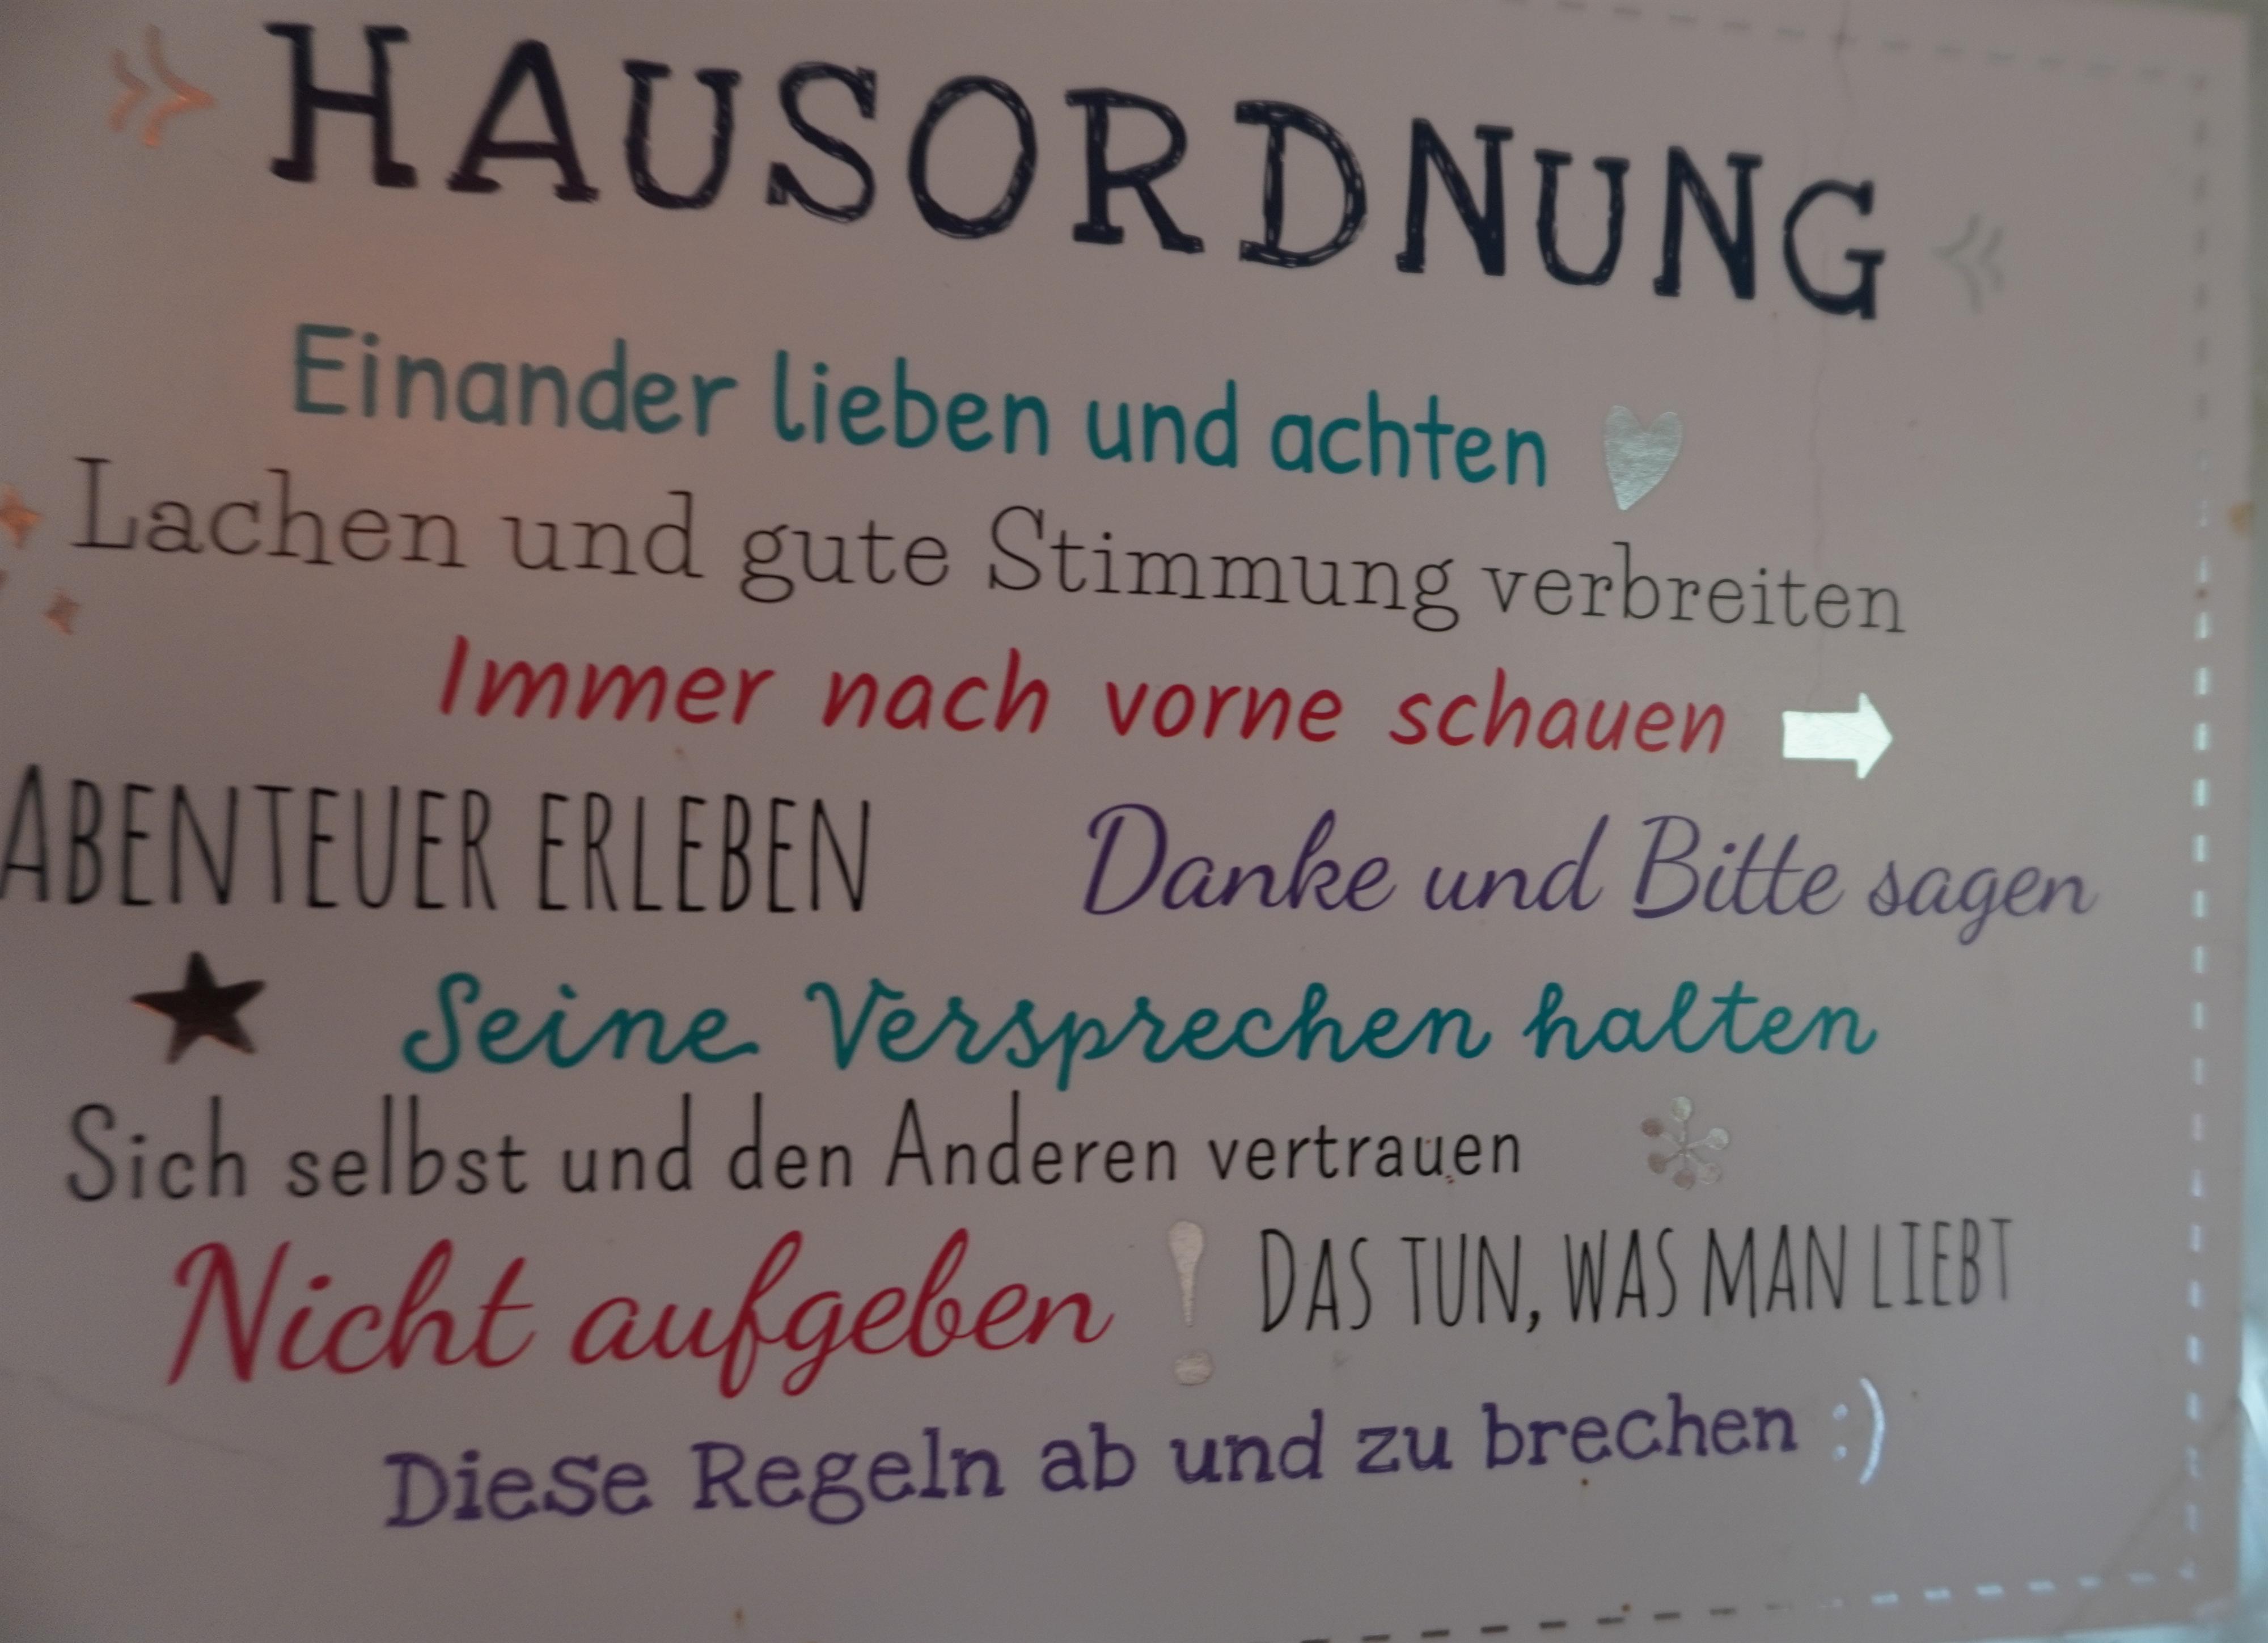 HAUSORDNUNG
Einander lieben und achten
Lachen und gute Stimmung verbreiten
Immer nach vorne schauen
ABENTEUER ERLEBEN Danke und Bitte sagen
Seine Versprechen halten
Sich selbst und den Anderen vertrauen
Nicht aufgeben ! DAS TUN, WAS MAN LIEBT
Diese Regeln ab und zu brechen :)